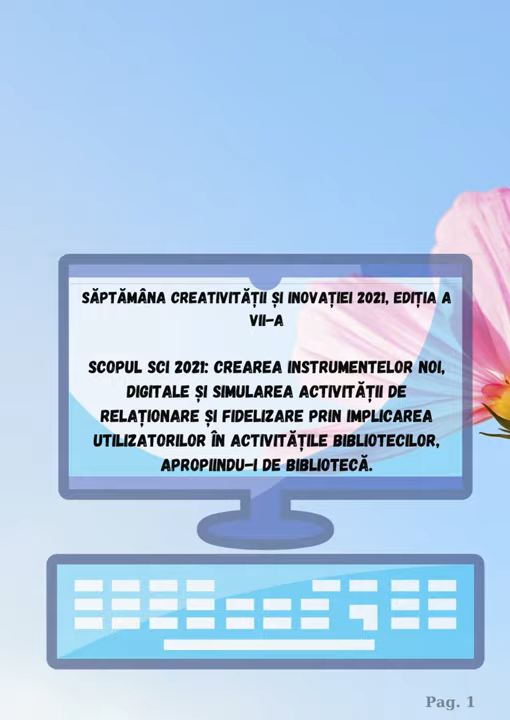 SĂPTĂMÂNA CREATIVITĂȚII ȘI INOVAȚIEI 2021, EDIȚIA A
VII-A
SCOPUL SCI 2021: CREAREA INSTRUMENTELOR NOI,
DIGITALE ȘI SIMULAREA ACTIVITĂȚII DE
RELAȚIONARE ȘI FIDELIZARE PRIN IMPLICAREA
UTILIZATORILOR ÎN ACTIVITĂȚILE BIBLIOTECILOR,
APROPIINDU-I DE BIBLIOTECĂ.
Pag. 1